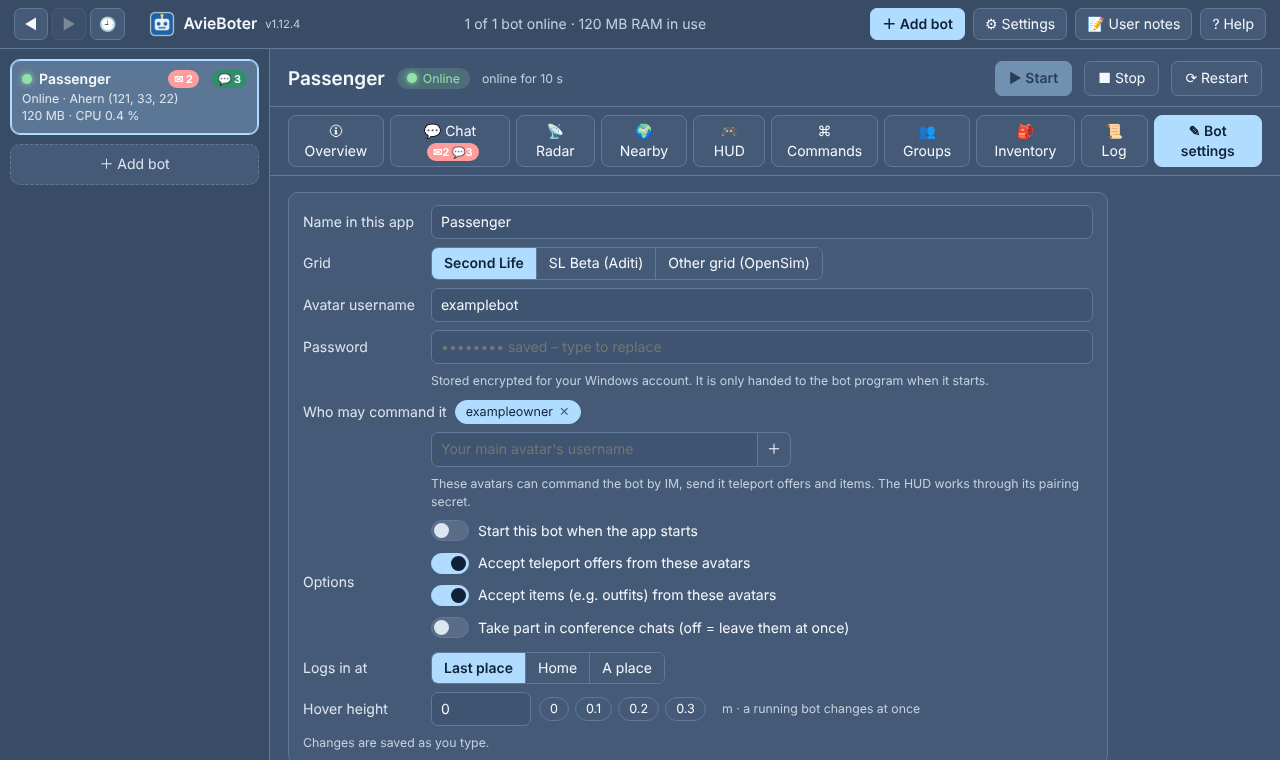 AvieBoter v1.12.4
1 of 1 bot online · 120 MB RAM in use
+ Add bot
Settings
User notes
? Help
Passenger
2
3
Online · Ahern (121, 33, 22)
120 MB · CPU 0.4 %
+ Add bot
Passenger
Online
online for 10 s
Start
Stop
Restart
Overview
Chat
2 3
Radar
Nearby
HUD
Commands
Groups
Inventory
Log
Bot
settings
Name in this app
Passenger
Grid
Second Life
SL Beta (Aditi)
Other grid (OpenSim)
Avatar username
examplebot
Password
•••••••• saved – type to replace
Stored encrypted for your Windows account. It is only handed to the bot program when it starts.
Who may command it
exampleowner ✕
Your main avatar's username
+
These avatars can command the bot by IM, send it teleport offers and items. The HUD works through its pairing
secret.
Options
Start this bot when the app starts
Accept teleport offers from these avatars
Accept items (e.g. outfits) from these avatars
Take part in conference chats (off = leave them at once)
Logs in at
Last place
Home
A place
Hover height
0
0
0.1
0.2
0.3
m · a running bot changes at once
Changes are saved as you type.